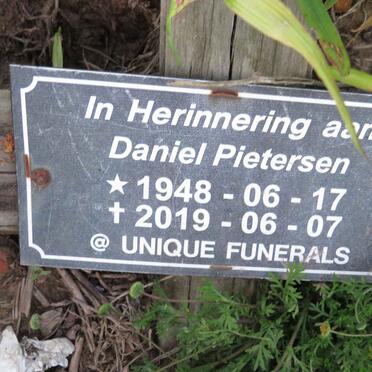 In Herinnering aan
Daniel Pietersen
★ 1948 - 06 - 17
✝ 2019 - 06 - 07
@ UNIQUE FUNERALS